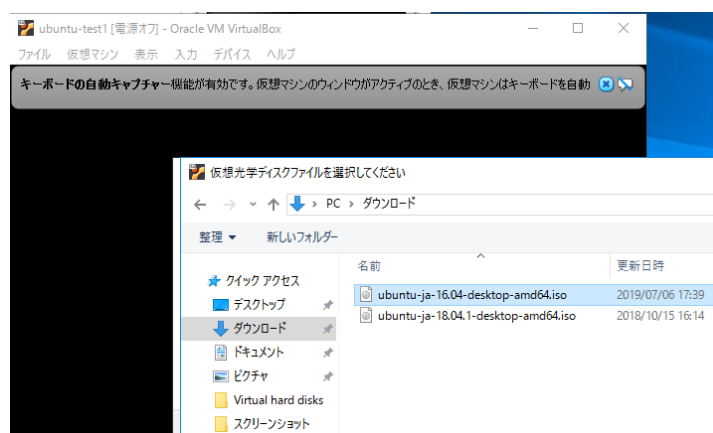 ubuntu-test1 [電源オフ] - Oracle VM VirtualBox
ファイル 仮想マシン 表示 入力 デバイス ヘルプ
キーボードの自動キャプチャー機能が有効です。仮想マシンのウィンドウがアクティブのとき、仮想マシンはキーボードを自動
仮想光学ディスクファイルを選択してください
PC › ダウンロード
整理 新しいフォルダー
名前 更新日時
クイック アクセス
ubuntu-ja-16.04-desktop-amd64.iso 2019/07/06 17:39
デスクトップ
ubuntu-ja-18.04.1-desktop-amd64.iso 2018/10/15 16:14
ダウンロード
ドキュメント
ピクチャ
Virtual hard disks
スクリーンショット